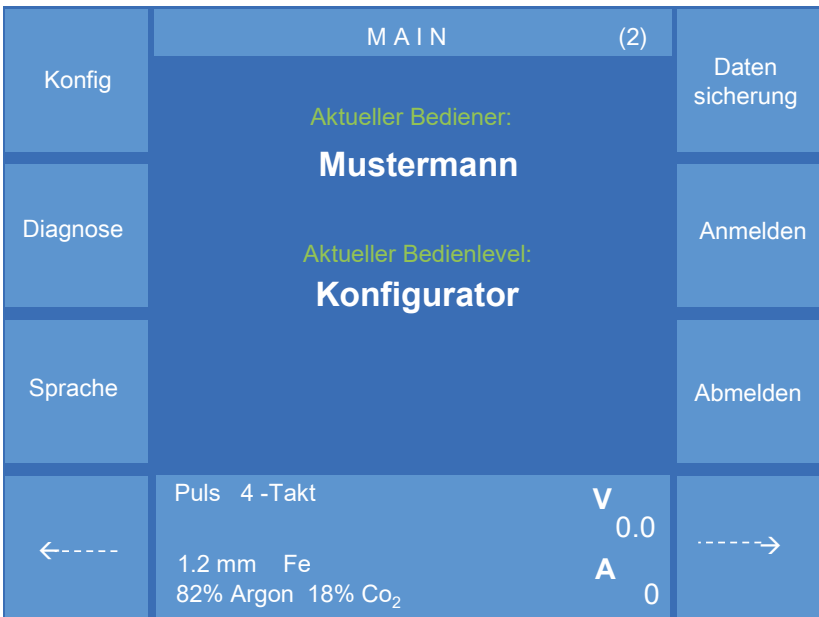 Konfig
Diagnose
Sprache
M A I N (2)
Aktueller Bediener:
Mustermann
Aktueller Bedienlevel:
Konfigurator
Puls 4 -Takt
V
0.0
1.2 mm Fe
A
82% Argon 18% Co₂
0
Daten
sicherung
Anmelden
Abmelden